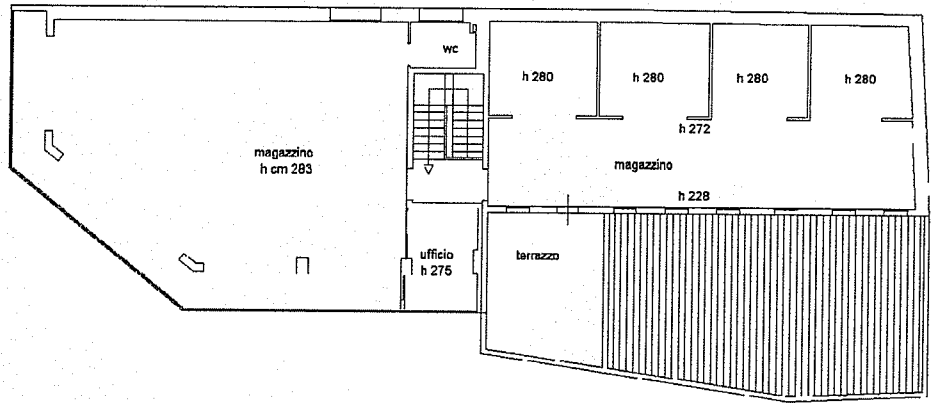 wc
h 280
h 280
h 280
h 280
h 272
magazzino
h cm 283
magazzino
h 228
ufficio
h 275
terrazzo